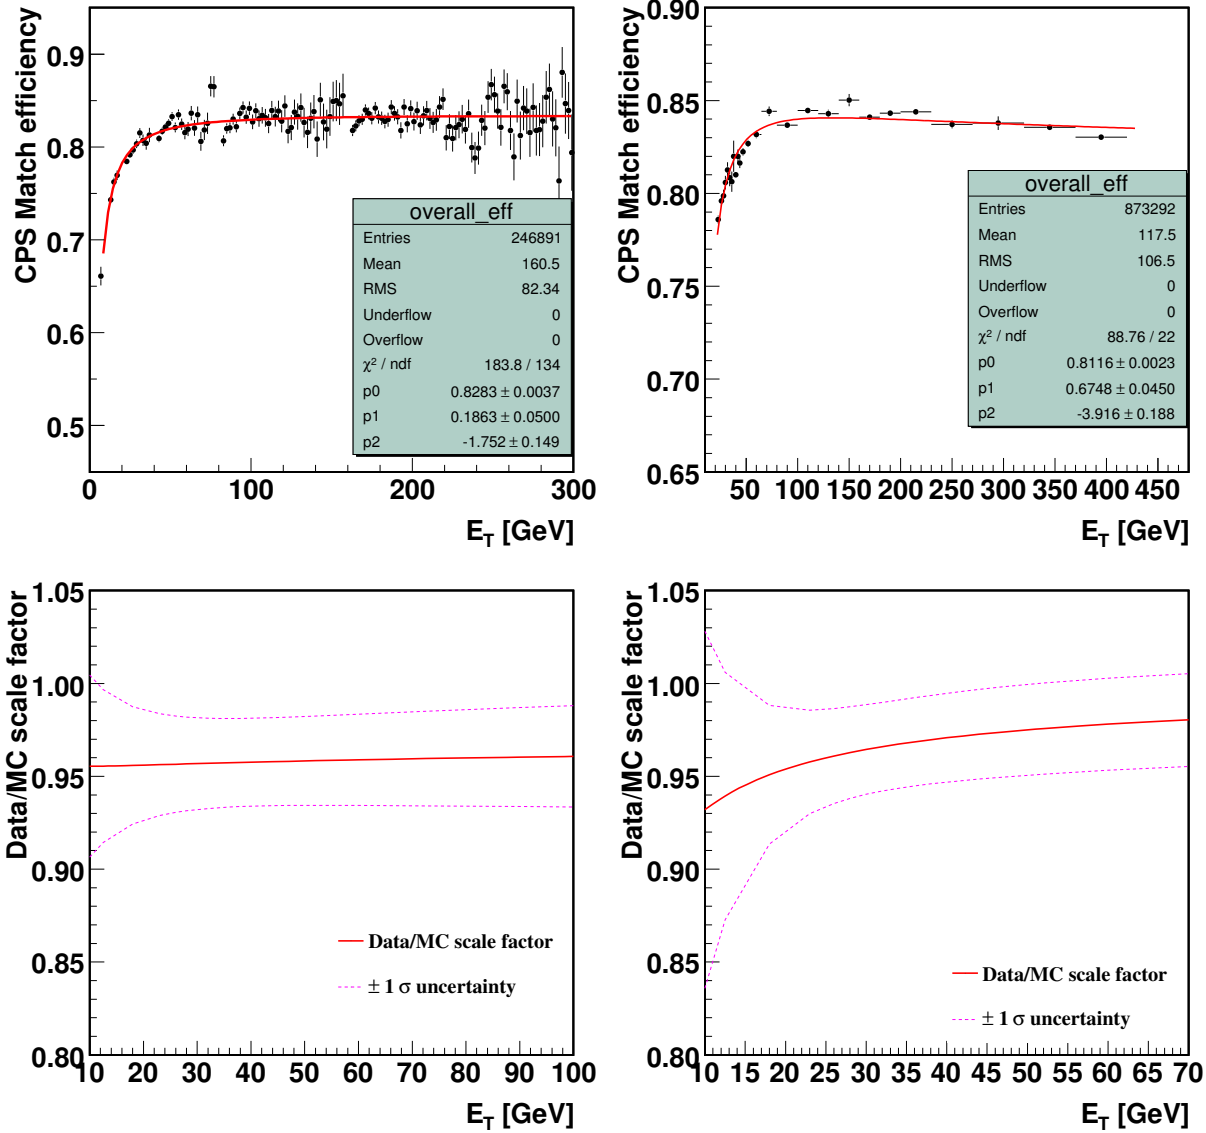 CPS Match efficiency
0.9
0.8
0.7
0.6
0.5
0 100 200 300
E_T [GeV]
overall_eff
Entries 246891
Mean 160.5
RMS 82.34
Underflow 0
Overflow 0
χ² / ndf 183.8 / 134
p0 0.8283 ± 0.0037
p1 0.1863 ± 0.0500
p2 -1.752 ± 0.149
CPS Match efficiency
0.90
0.85
0.80
0.75
0.70
0.65
50 100 150 200 250 300 350 400 450
E_T [GeV]
overall_eff
Entries 873292
Mean 117.5
RMS 106.5
Underflow 0
Overflow 0
χ² / ndf 88.76 / 22
p0 0.8116 ± 0.0023
p1 0.6748 ± 0.0450
p2 -3.916 ± 0.188
Data/MC scale factor
1.05
1.00
0.95
0.90
0.85
0.80
10 20 30 40 50 60 70 80 90 100
E_T [GeV]
Data/MC scale factor
± 1 σ uncertainty
Data/MC scale factor
1.05
1.00
0.95
0.90
0.85
0.80
10 15 20 25 30 35 40 45 50 55 60 65 70
E_T [GeV]
Data/MC scale factor
± 1 σ uncertainty